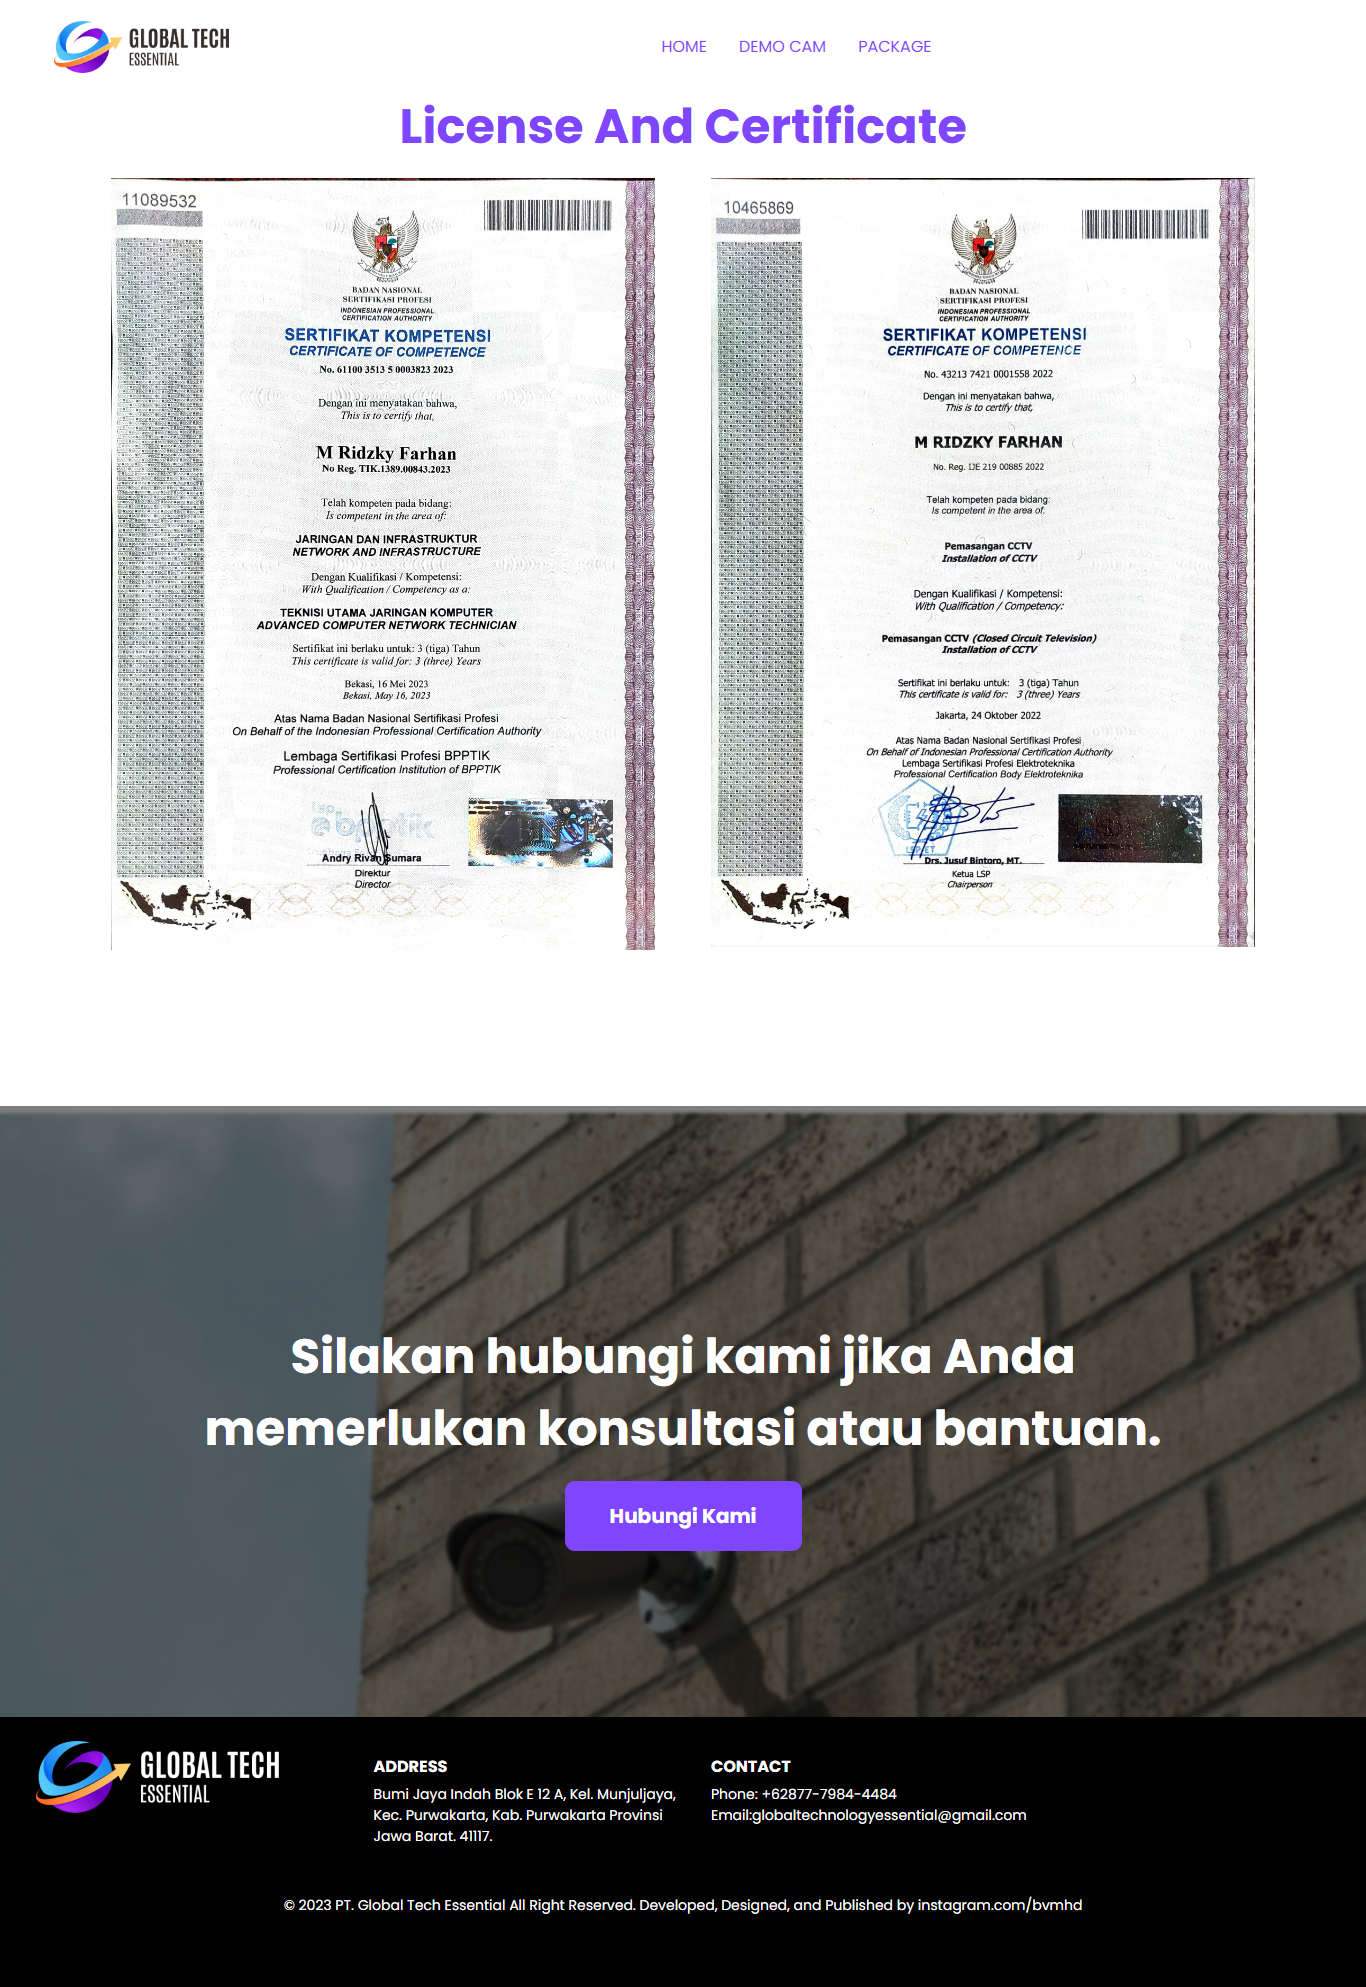 GLOBAL TECH
ESSENTIAL
HOME DEMO CAM PACKAGE
License And Certificate
11089532
BADAN NASIONAL
SERTIFIKASI PROFESI
INDONESIAN PROFESSIONAL
CERTIFICATION AUTHORITY
SERTIFIKAT KOMPETENSI
CERTIFICATE OF COMPETENCE
No. 61100 3513 5 0003823 2023
Dengan ini menyatakan bahwa,
This is to certify that,
M Ridzky Farhan
No Reg. TIK.1389.00843.2023
Telah kompeten pada bidang:
Is competent in the area of:
JARINGAN DAN INFRASTRUKTUR
NETWORK AND INFRASTRUCTURE
Dengan Kualifikasi / Kompetensi:
With Qualification / Competency as a:
TEKNISI UTAMA JARINGAN KOMPUTER
ADVANCED COMPUTER NETWORK TECHNICIAN
Sertifikat ini berlaku untuk: 3 (tiga) Tahun
This certificate is valid for: 3 (three) Years
Bekasi, 16 Mei 2023
Bekasi, May 16, 2023
Atas Nama Badan Nasional Sertifikasi Profesi
On Behalf of the Indonesian Professional Certification Authority
Lembaga Sertifikasi Profesi BPPTIK
Professional Certification Institution of BPPTIK
Andry Rivan Sumara
Direktur
Director
10465869
BADAN NASIONAL
SERTIFIKASI PROFESI
INDONESIAN PROFESSIONAL
CERTIFICATION AUTHORITY
SERTIFIKAT KOMPETENSI
CERTIFICATE OF COMPETENCE
No. 43213 7421 0001558 2022
Dengan ini menyatakan bahwa,
This is to certify that,
M RIDZKY FARHAN
No. Reg. IJE 219 00885 2022
Telah kompeten pada bidang:
Is competent in the area of:
Pemasangan CCTV
Installation of CCTV
Dengan Kualifikasi / Kompetensi:
With Qualification / Competency:
Pemasangan CCTV (Closed Circuit Television)
Installation of CCTV
Sertifikat ini berlaku untuk: 3 (tiga) Tahun
This certificate is valid for: 3 (three) Years
Jakarta, 24 Oktober 2022
Atas Nama Badan Nasional Sertifikasi Profesi
On Behalf of Indonesian Professional Certification Authority
Lembaga Sertifikasi Profesi Elektroteknika
Professional Certification Body Elektroteknika
Drs. Jusuf Bintoro, MT.
Ketua LSP
Chairperson
Silakan hubungi kami jika Anda
memerlukan konsultasi atau bantuan.
Hubungi Kami
GLOBAL TECH
ESSENTIAL
ADDRESS
Bumi Jaya Indah Blok E 12 A, Kel. Munjuljaya,
Kec. Purwakarta, Kab. Purwakarta Provinsi
Jawa Barat. 41117.
CONTACT
Phone: +62877-7984-4484
Email:globaltechnologyessential@gmail.com
© 2023 PT. Global Tech Essential All Right Reserved. Developed, Designed, and Published by instagram.com/bvmhd